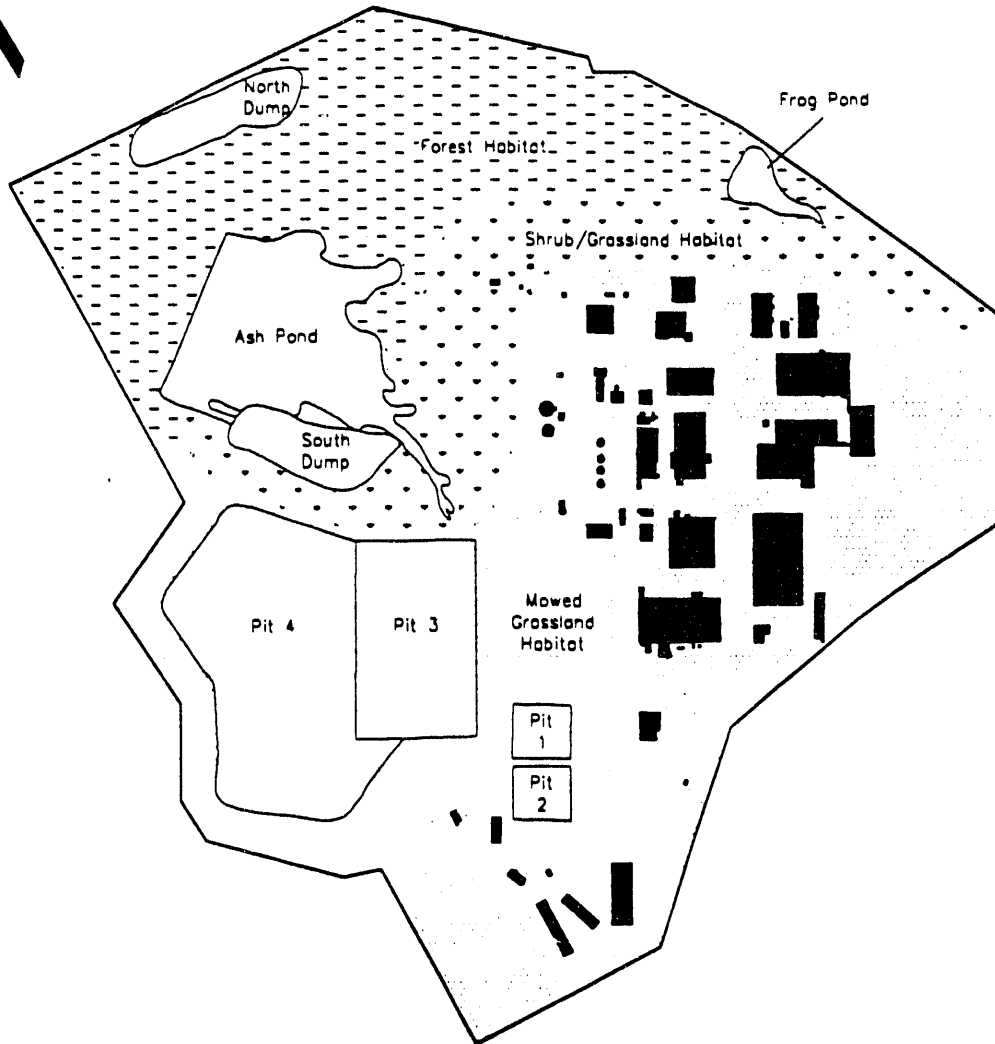 North
Dump
Frog Pond
Forest Habitat
Shrub/Grassland Habitat
Ash Pond
South
Dump
Pit 4
Pit 3
Mowed
Grassland
Habitat
Pit
1
Pit
2